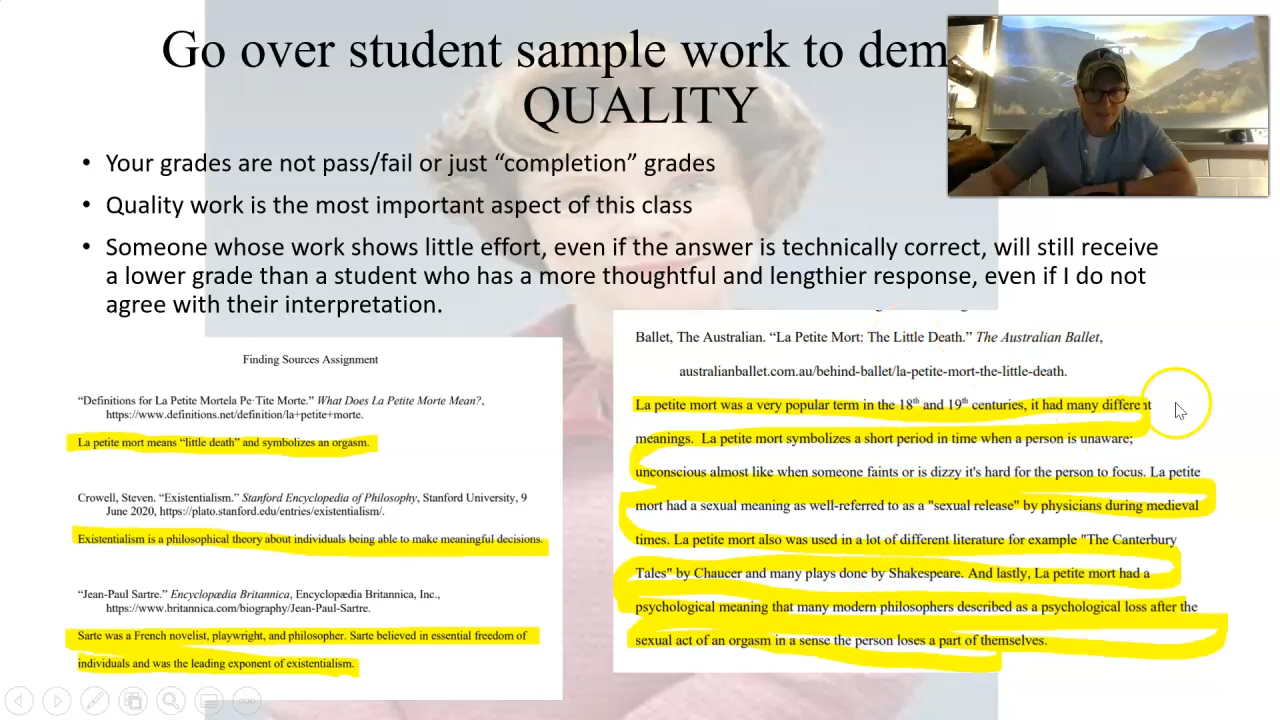 Go over student sample work to dem
QUALITY
• Your grades are not pass/fail or just “completion” grades
• Quality work is the most important aspect of this class
• Someone whose work shows little effort, even if the answer is technically correct, will still receive
a lower grade than a student who has a more thoughtful and lengthier response, even if I do not
agree with their interpretation.
Finding Sources Assignment
“Definitions for La Petite Mortela Pe·Tite Morte.” What Does La Petite Morte Mean?,
https://www.definitions.net/definition/la+petite+morte.
La petite mort means “little death” and symbolizes an orgasm.
Crowell, Steven. “Existentialism.” Stanford Encyclopedia of Philosophy, Stanford University, 9
June 2020, https://plato.stanford.edu/entries/existentialism/.
Existentialism is a philosophical theory about individuals being able to make meaningful decisions.
“Jean-Paul Sartre.” Encyclopædia Britannica, Encyclopædia Britannica, Inc.,
https://www.britannica.com/biography/Jean-Paul-Sartre.
Sarte was a French novelist, playwright, and philosopher. Sarte believed in essential freedom of
individuals and was the leading exponent of existentialism.
Ballet, The Australian. “La Petite Mort: The Little Death.” The Australian Ballet,
australianballet.com.au/behind-ballet/la-petite-mort-the-little-death.
La petite mort was a very popular term in the 18th and 19th centuries, it had many different
meanings. La petite mort symbolizes a short period in time when a person is unaware;
unconscious almost like when someone faints or is dizzy it's hard for the person to focus. La petite
mort had a sexual meaning as well-referred to as a "sexual release" by physicians during medieval
times. La petite mort also was used in a lot of different literature for example "The Canterbury
Tales" by Chaucer and many plays done by Shakespeare. And lastly, La petite mort had a
psychological meaning that many modern philosophers described as a psychological loss after the
sexual act of an orgasm in a sense the person loses a part of themselves.